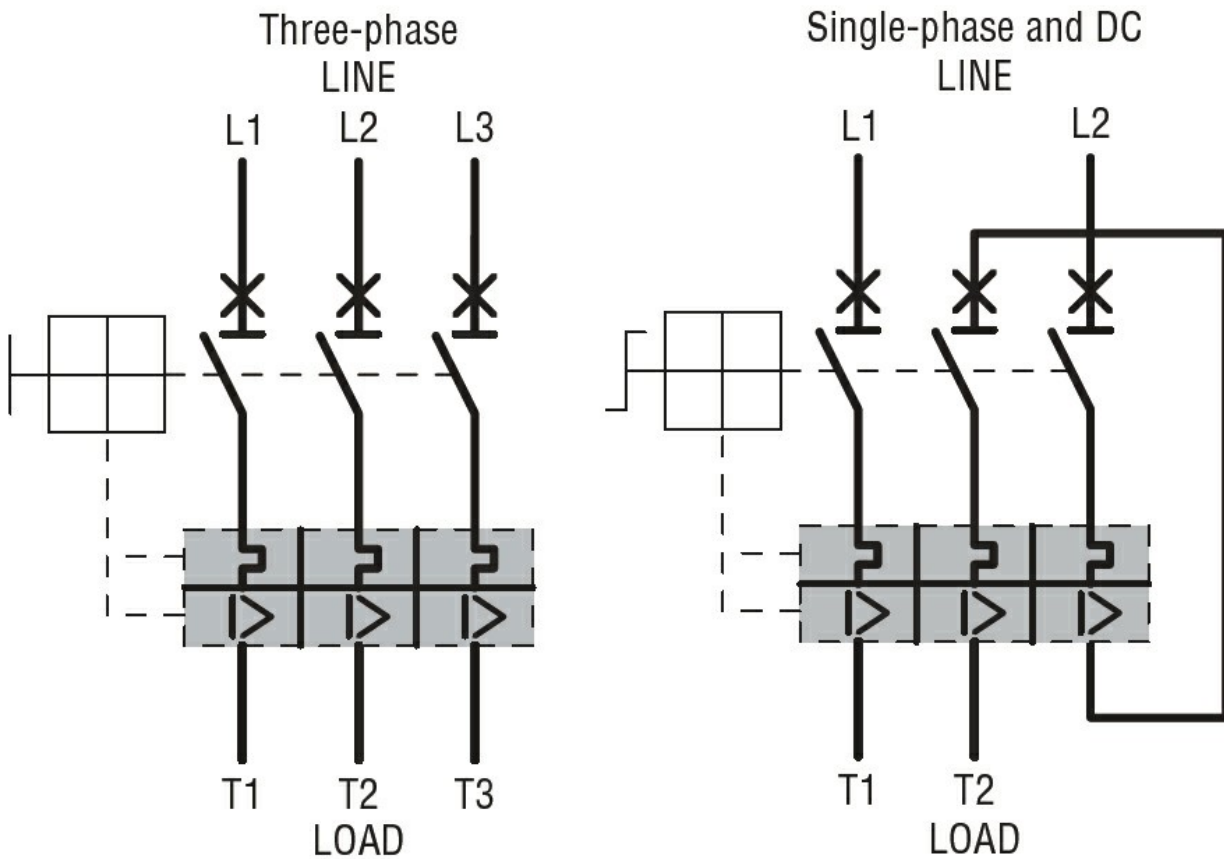 Three-phase
LINE
L1 L2 L3
T1 T2 T3
LOAD
Single-phase and DC
LINE
L1 L2
T1 T2
LOAD